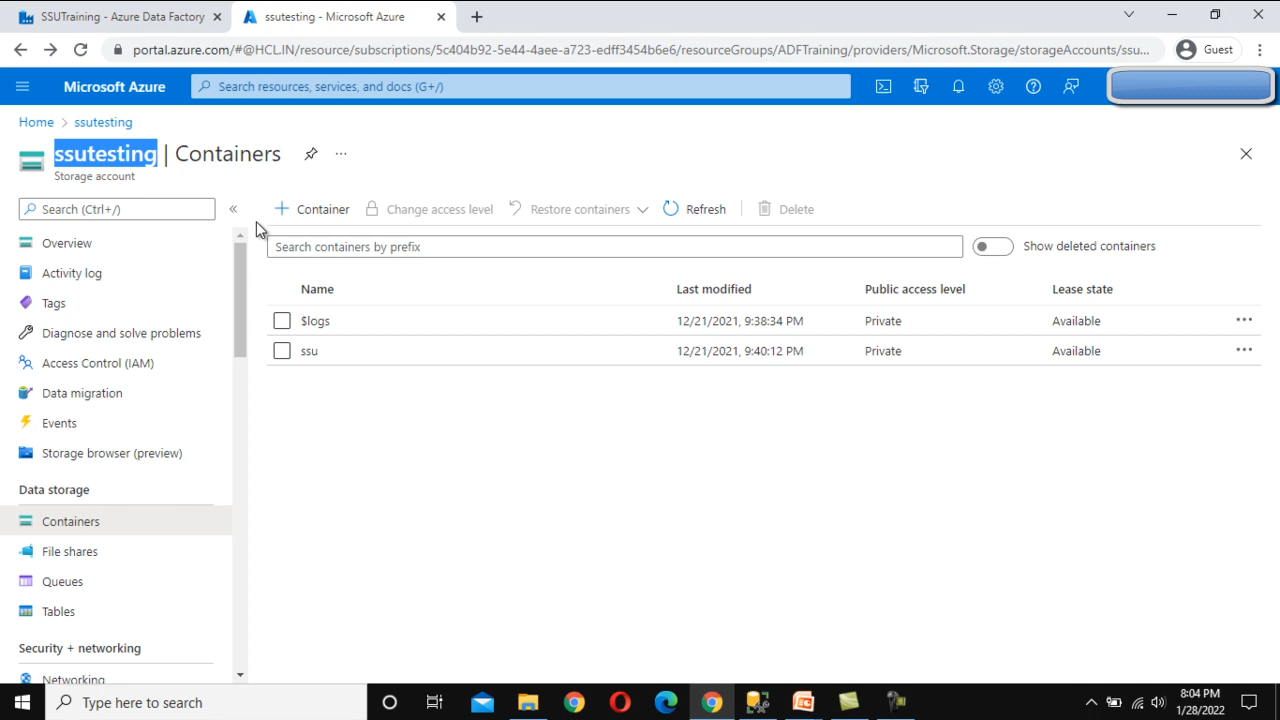 SSUTraining - Azure Data Factory
ssutesting - Microsoft Azure
portal.azure.com/#@HCL.IN/resource/subscriptions/5c404b92-5e44-4aee-a723-edff3454b6e6/resourceGroups/ADFTraining/providers/Microsoft.Storage/storageAccounts/ssu...
Guest
Microsoft Azure
Search resources, services, and docs (G+/)
Home > ssutesting
ssutesting | Containers
Storage account
Search (Ctrl+/)
Container
Change access level
Restore containers
Refresh
Delete
Search containers by prefix
Show deleted containers
Name Last modified Public access level Lease state
$logs 12/21/2021, 9:38:34 PM Private Available
ssu 12/21/2021, 9:40:12 PM Private Available
Overview
Activity log
Tags
Diagnose and solve problems
Access Control (IAM)
Data migration
Events
Storage browser (preview)
Data storage
Containers
File shares
Queues
Tables
Security + networking
Networking
Type here to search
8:04 PM
1/28/2022